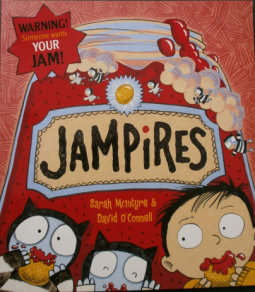 WARNING!
Someone wants
YOUR
JAM!
JAMPiRES
Sarah McIntyre &
David O'Connell